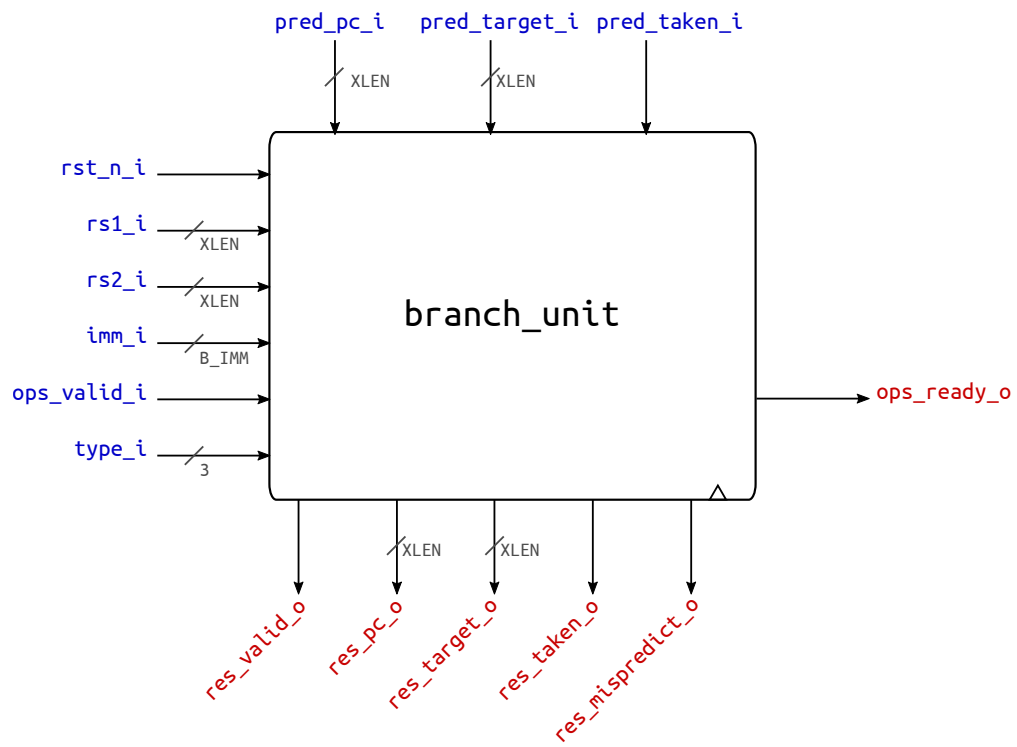 pred_pc_i pred_target_i pred_taken_i
XLEN XLEN
rst_n_i
rs1_i
XLEN
rs2_i
XLEN
branch_unit
imm_i
B_IMM
ops_valid_i
ops_ready_o
type_i
3
XLEN XLEN
res_valid_o
res_pc_o
res_target_o
res_taken_o
res_mispredict_o